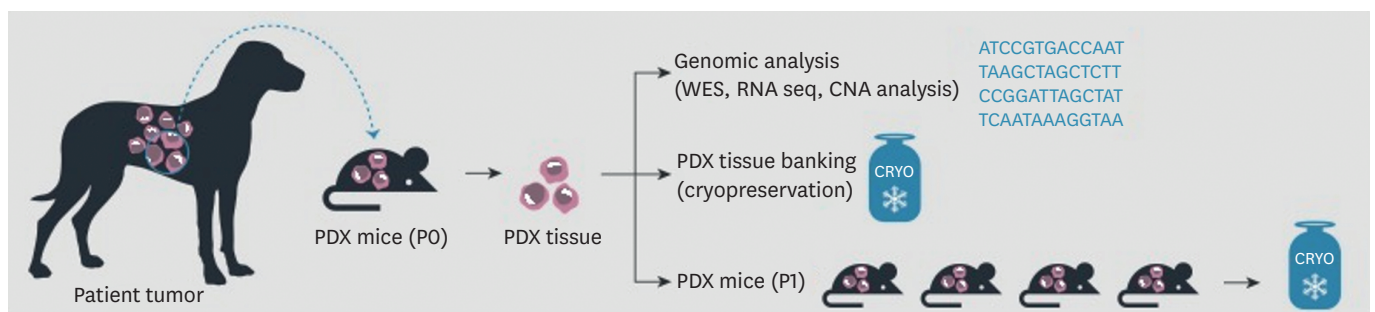 Patient tumor
PDX mice (P0)
PDX tissue
Genomic analysis
(WES, RNA seq, CNA analysis)
ATCCGTGACCAAT
TAAGCTAGCTCTT
CCGGATTAGCTAT
TCAATAAAGGTAA
PDX tissue banking
(cryopreservation)
CRYO
PDX mice (P1)
CRYO